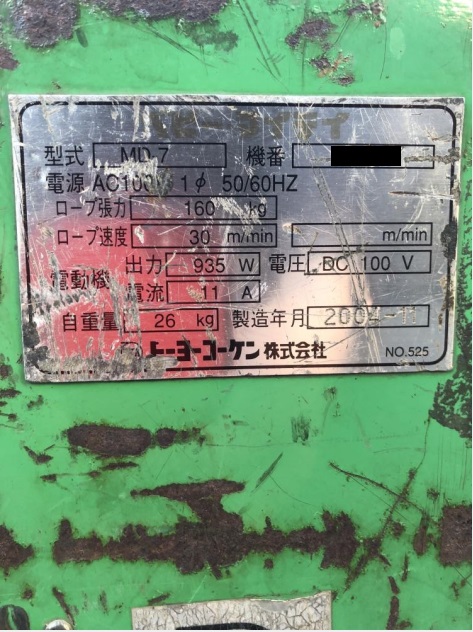 型式 MD-7 機番
電源 AC100V 1φ 50/60HZ
ロープ張力 160 kg
ロープ速度 30 m/min m/min
電動機 出力 935 W 電圧 DC 100 V
電流 11 A
自重量 26 kg 製造年月 2004-11
トーヨーコーケン株式会社 NO.525